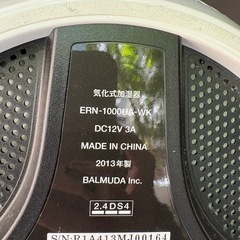 気化式加湿器
ERN-1000UA-WK
DC12V 3A
MADE IN CHINA
2013年製
BALMUDA Inc.
2.4DS4
S/N:R1A413MJ00164